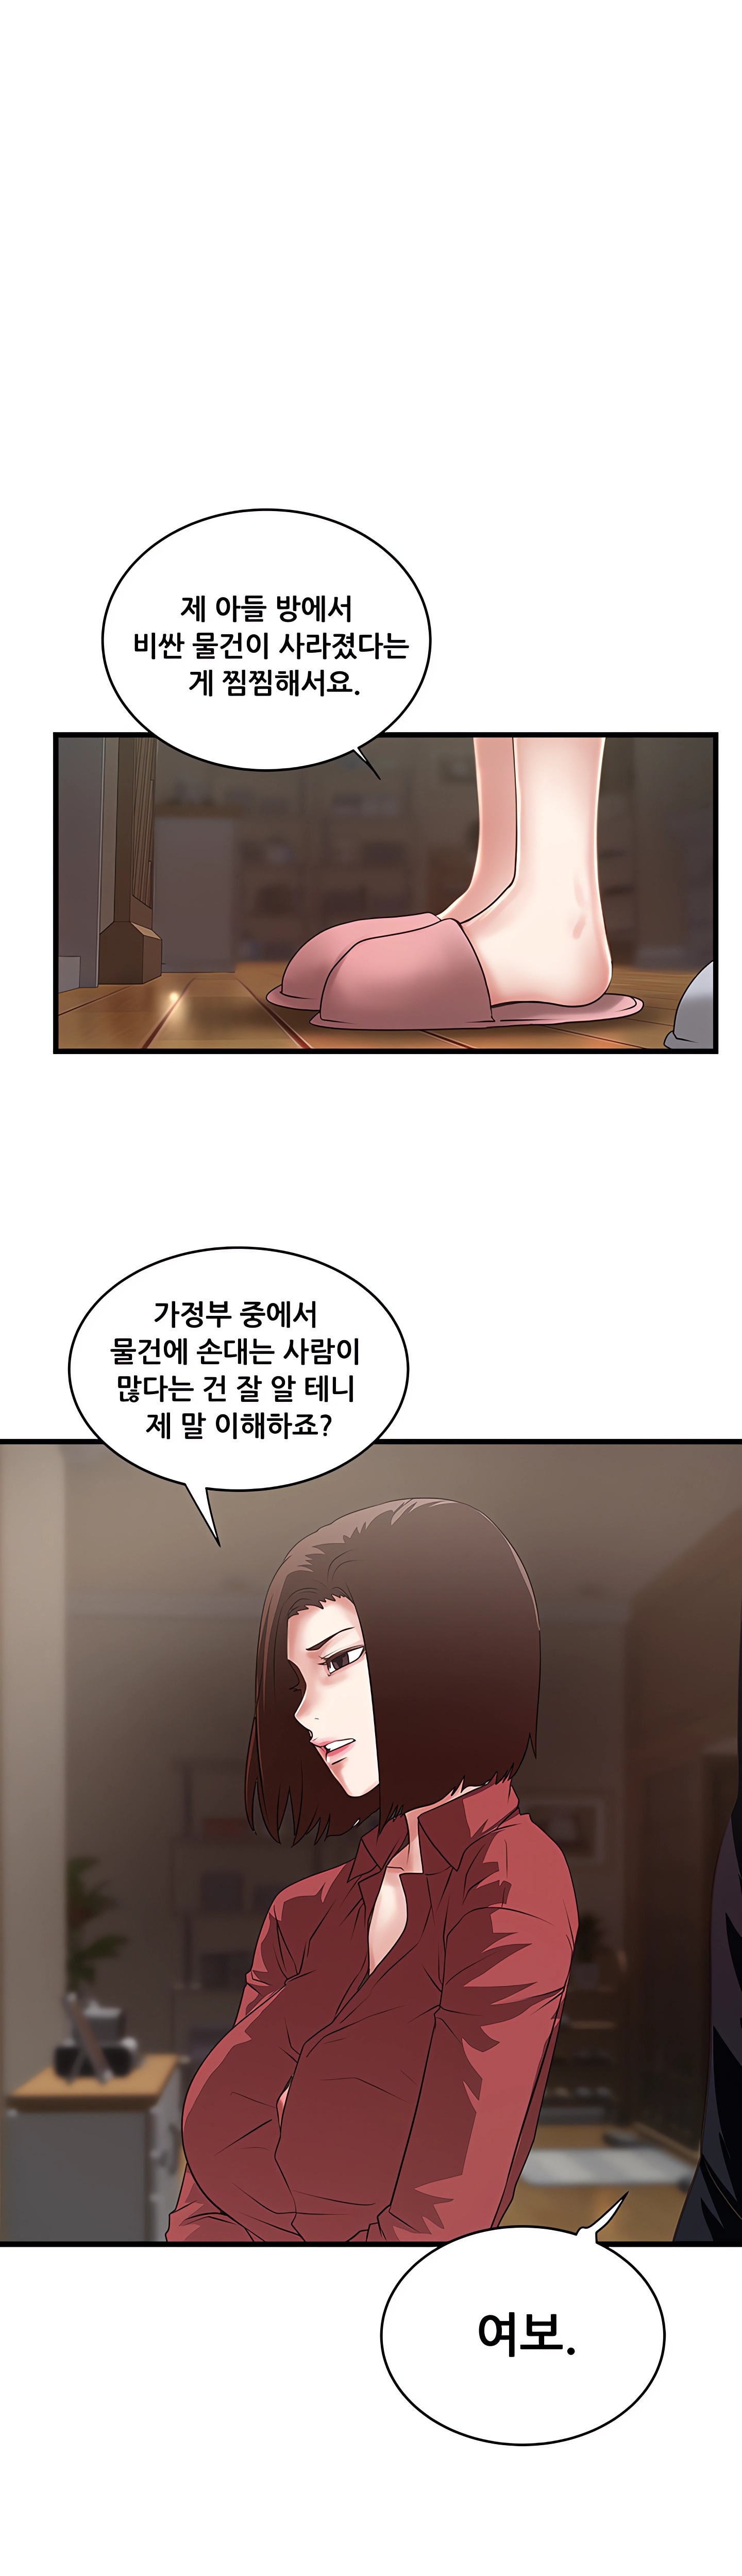 제 아들 방에서
비싼 물건이 사라졌다는
게 찜찜해서요.
가정부 중에서
물건에 손대는 사람이
많다는 건 잘 알 테니
제 말 이해하죠?
여보.